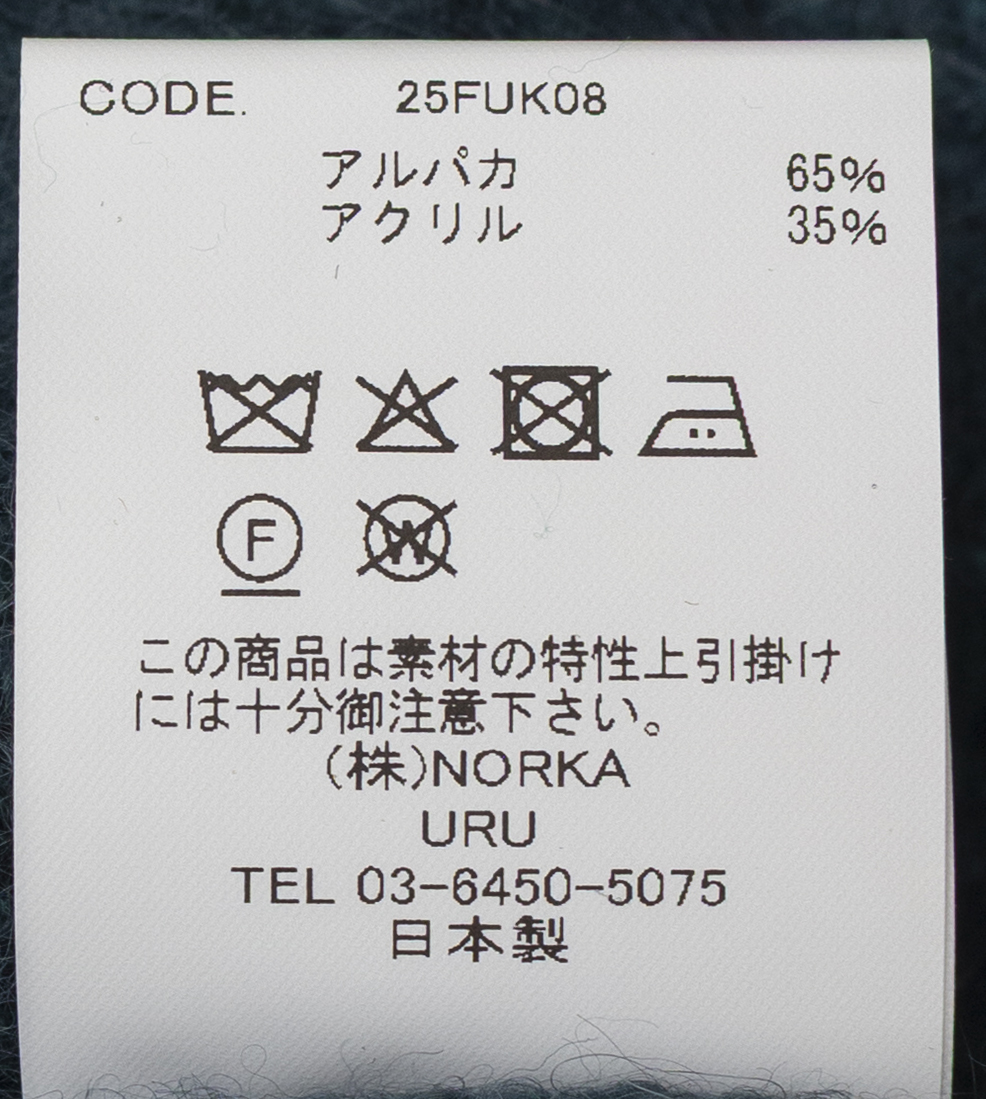 CODE. 25FUK08
アルパカ 65%
アクリル 35%
F W
この商品は素材の特性上引掛け
には十分御注意下さい。
(株)NORKA
URU
TEL 03-6450-5075
日本製